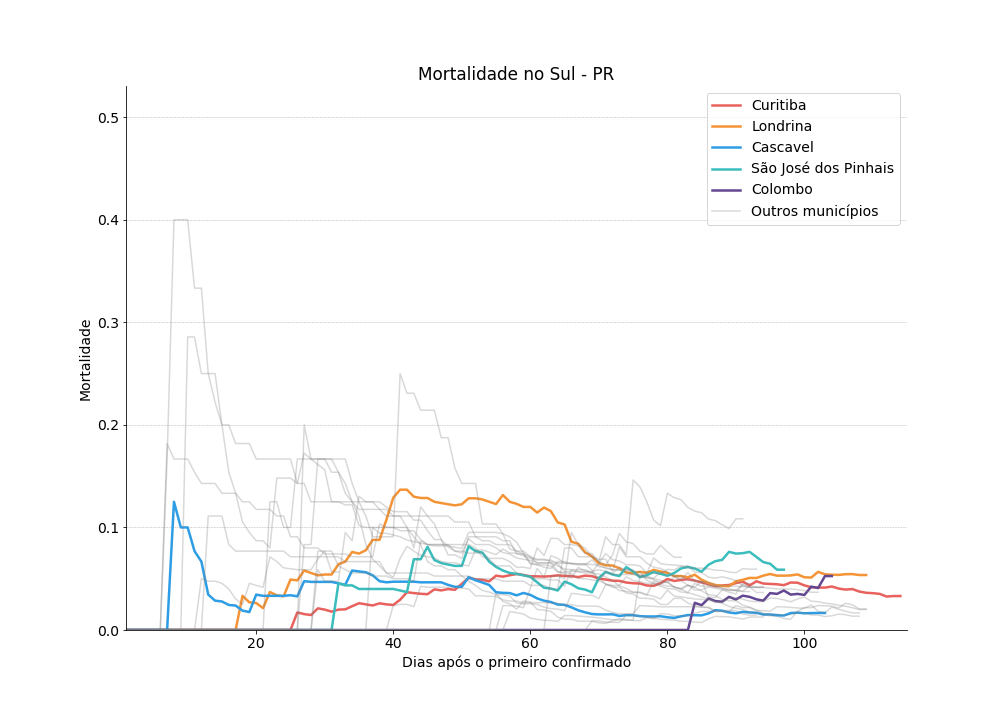 Mortalidade no Sul - PR
Curitiba
Londrina
Cascavel
São José dos Pinhais
Colombo
Outros municípios
Mortalidade
0.5
0.4
0.3
0.2
0.1
0.0
20 40 60 80 100
Dias após o primeiro confirmado